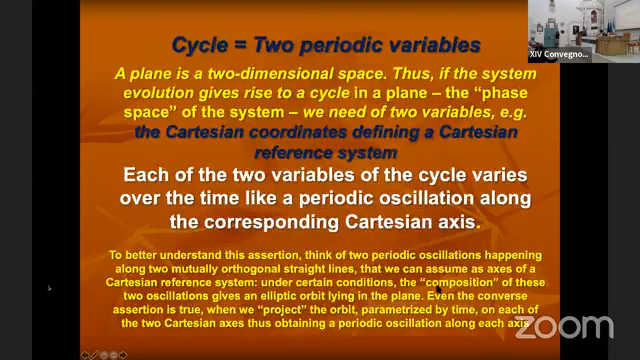 Cycle = Two periodic variables
XIV Convegno...
A plane is a two-dimensional space. Thus, if the system
evolution gives rise to a cycle in a plane – the "phase
space" of the system – we need of two variables, e.g.
the Cartesian coordinates defining a Cartesian
reference system
Each of the two variables of the cycle varies
over the time like a periodic oscillation along
the corresponding Cartesian axis.
To better understand this assertion, think of two periodic oscillations happening
along two mutually orthogonal straight lines, that we can assume as axes of a
Cartesian reference system: under certain conditions, the "composition" of these
two oscillations gives an elliptic orbit lying in the plane. Even the converse
assertion is true, when we "project" the orbit, parametrized by time, on each of
the two Cartesian axes thus obtaining a periodic oscillation along each axis
zoom